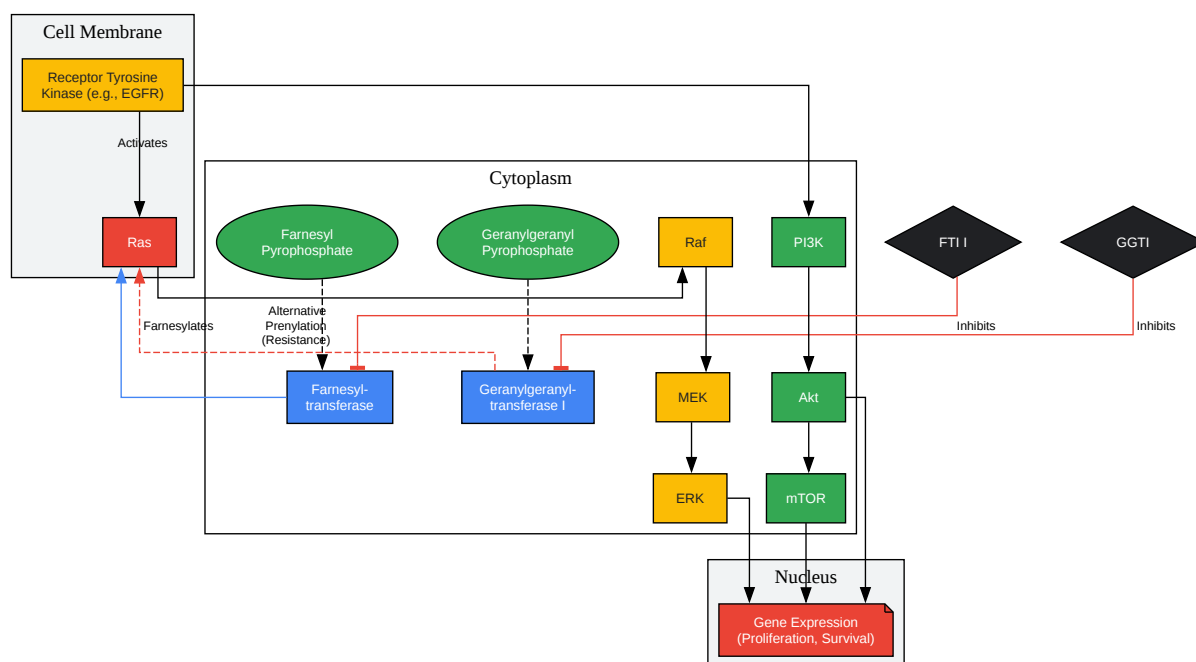 Cell Membrane
Receptor Tyrosine
Kinase (e.g., EGFR)
Activates
Cytoplasm
Ras
Farnesyl
Pyrophosphate
Geranylgeranyl
Pyrophosphate
Raf
PI3K
FTI I
GGTI
Farnesylates
Alternative
Prenylation
(Resistance)
Inhibits
Inhibits
Farnesyl-
transferase
Geranylgeranyl-
transferase I
MEK
Akt
ERK
mTOR
Nucleus
Gene Expression
(Proliferation, Survival)